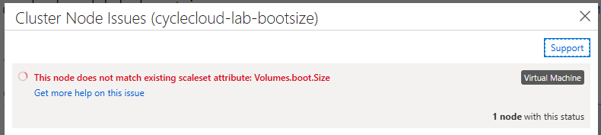 Cluster Node Issues (cyclecloud-lab-bootsize)
Support
This node does not match existing scaleset attribute: Volumes.boot.Size
Virtual Machine
Get more help on this issue
1 node with this status